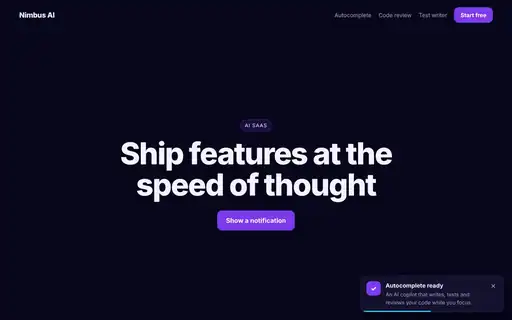 Nimbus AI
Autocomplete Code review Test writer Start free
AI SAAS
Ship features at the
speed of thought
Show a notification
Autocomplete ready
An AI copilot that writes, tests and
reviews your code while you focus.